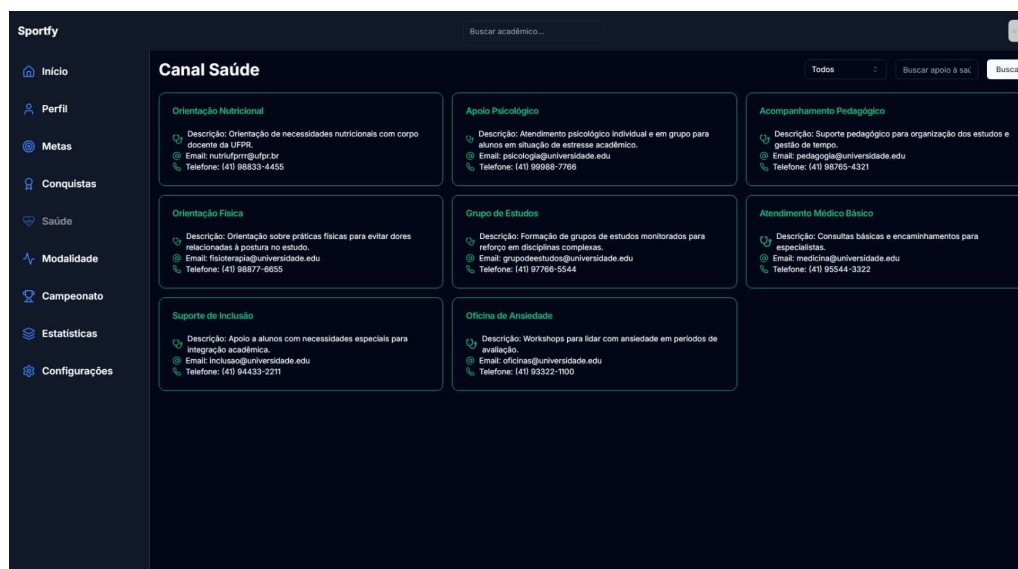 Sportfy
Buscar acadêmico...
Início
Perfil
Metas
Conquistas
Saúde
Modalidade
Campeonato
Estatísticas
Configurações
Canal Saúde
Todos
Buscar apoio à saú
Busca
Orientação Nutricional
Descrição: Orientação de necessidades nutricionais com corpo
docente da UFPR.
Email: nutriufprrr@ufpr.br
Telefone: (41) 98833-4455
Apoio Psicológico
Descrição: Atendimento psicológico individual e em grupo para
alunos em situação de estresse acadêmico.
Email: psicologia@universidade.edu
Telefone: (41) 99988-7766
Acompanhamento Pedagógico
Descrição: Suporte pedagógico para organização dos estudos e
gestão de tempo.
Email: pedagogia@universidade.edu
Telefone: (41) 98765-4321
Orientação Física
Descrição: Orientação sobre práticas físicas para evitar dores
relacionadas à postura no estudo.
Email: fisioterapia@universidade.edu
Telefone: (41) 98877-6655
Grupo de Estudos
Descrição: Formação de grupos de estudos monitorados para
reforço em disciplinas complexas.
Email: grupodeestudos@universidade.edu
Telefone: (41) 97766-5544
Atendimento Médico Básico
Descrição: Consultas básicas e encaminhamentos para
especialistas.
Email: medicina@universidade.edu
Telefone: (41) 95544-3322
Suporte de Inclusão
Descrição: Apoio a alunos com necessidades especiais para
integração acadêmica.
Email: inclusao@universidade.edu
Telefone: (41) 94433-2211
Oficina de Ansiedade
Descrição: Workshops para lidar com ansiedade em períodos de
avaliação.
Email: oficinas@universidade.edu
Telefone: (41) 93322-1100